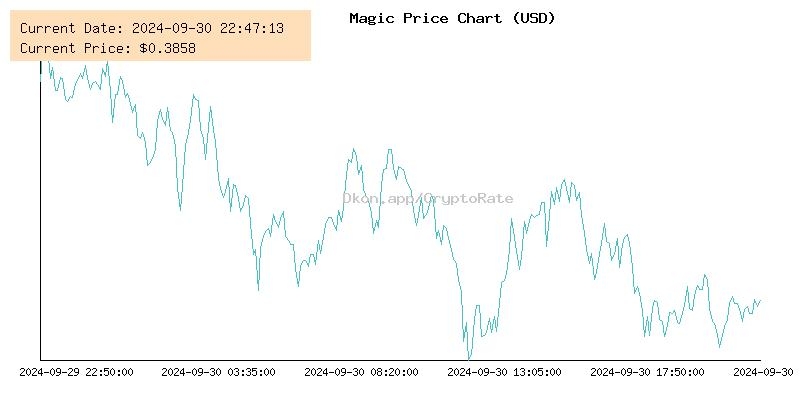 Magic Price Chart (USD)
Current Date: 2024-09-30 22:47:13
Current Price: $0.3858
Okon.app/CryptoRate
2024-09-29 22:50:00
2024-09-30 03:35:00
2024-09-30 08:20:00
2024-09-30 13:05:00
2024-09-30 17:50:00
2024-09-30